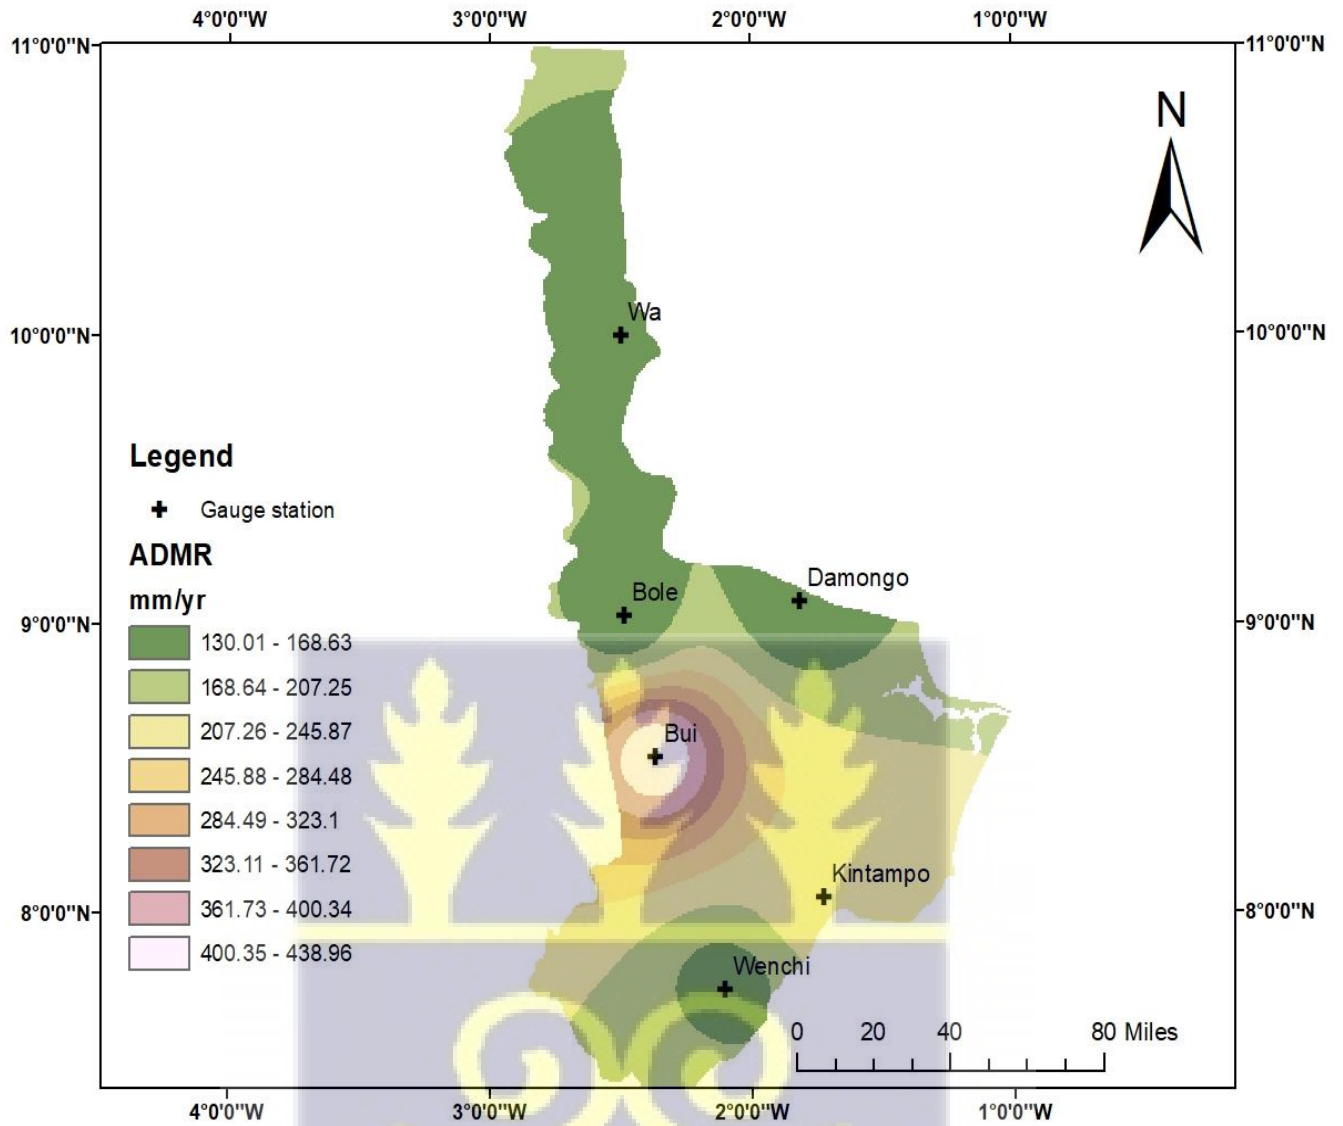 4°0'0"W 3°0'0"W 2°0'0"W 1°0'0"W
11°0'0"N 11°0'0"N
N
Wa
10°0'0"N 10°0'0"N
Legend
Gauge station
ADMR
Damongo
Bole
mm/yr
9°0'0"N 9°0'0"N
130.01 - 168.63
168.64 - 207.25
207.26 - 245.87
Bui
245.88 - 284.48
284.49 - 323.1
323.11 - 361.72
Kintampo
361.73 - 400.34
8°0'0"N 8°0'0"N
400.35 - 438.96
Wenchi
0 20 40 80 Miles
4°0'0"W 3°0'0"W 2°0'0"W 1°0'0"W